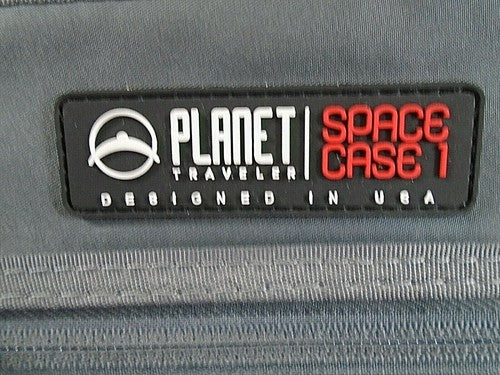 PLANET
TRAVELER
SPACE
CASE 1
DESIGNED IN USA